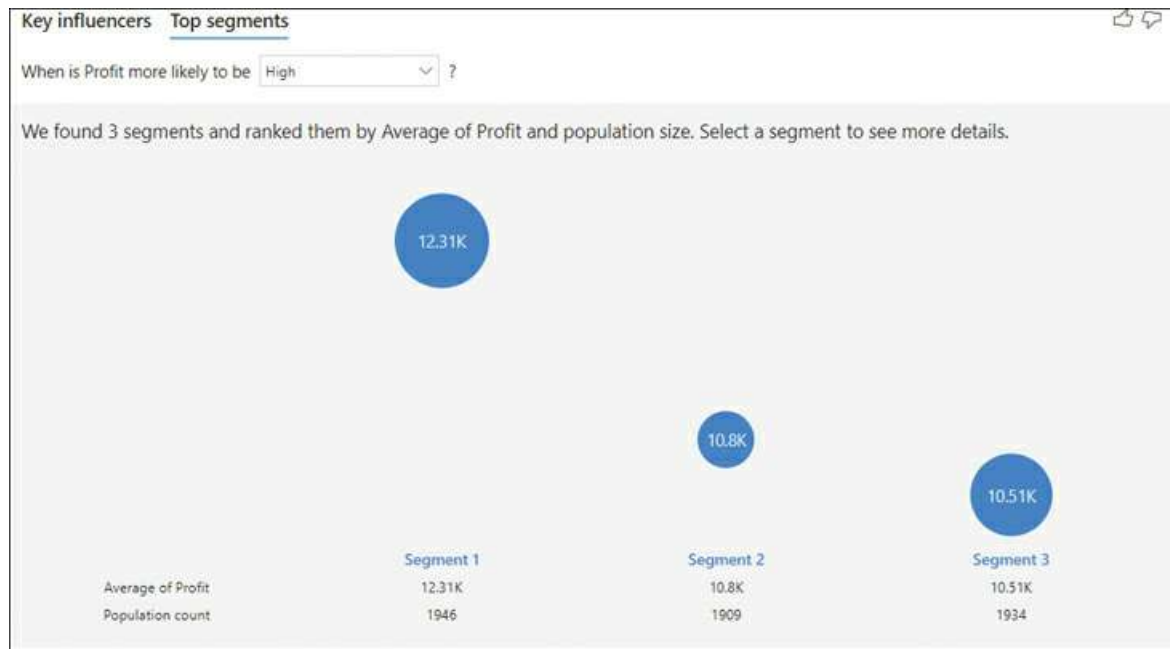 Key influencers Top segments
When is Profit more likely to be High ?
We found 3 segments and ranked them by Average of Profit and population size. Select a segment to see more details.
12.31K
10.8K
10.51K
Segment 1 Segment 2 Segment 3
Average of Profit 12.31K 10.8K 10.51K
Population count 1946 1909 1934